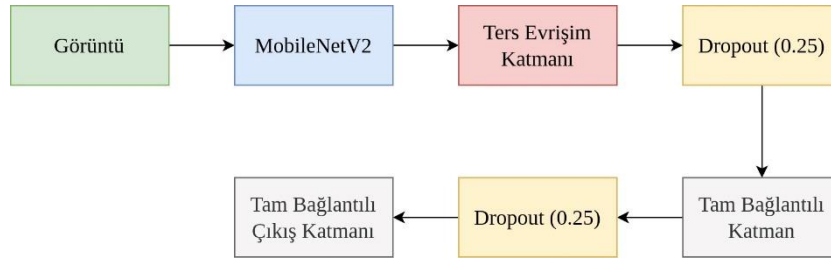 Görüntü
MobileNetV2
Ters Evrişim
Katmanı
Dropout (0.25)
Tam Bağlantılı
Katman
Dropout (0.25)
Tam Bağlantılı
Çıkış Katmanı